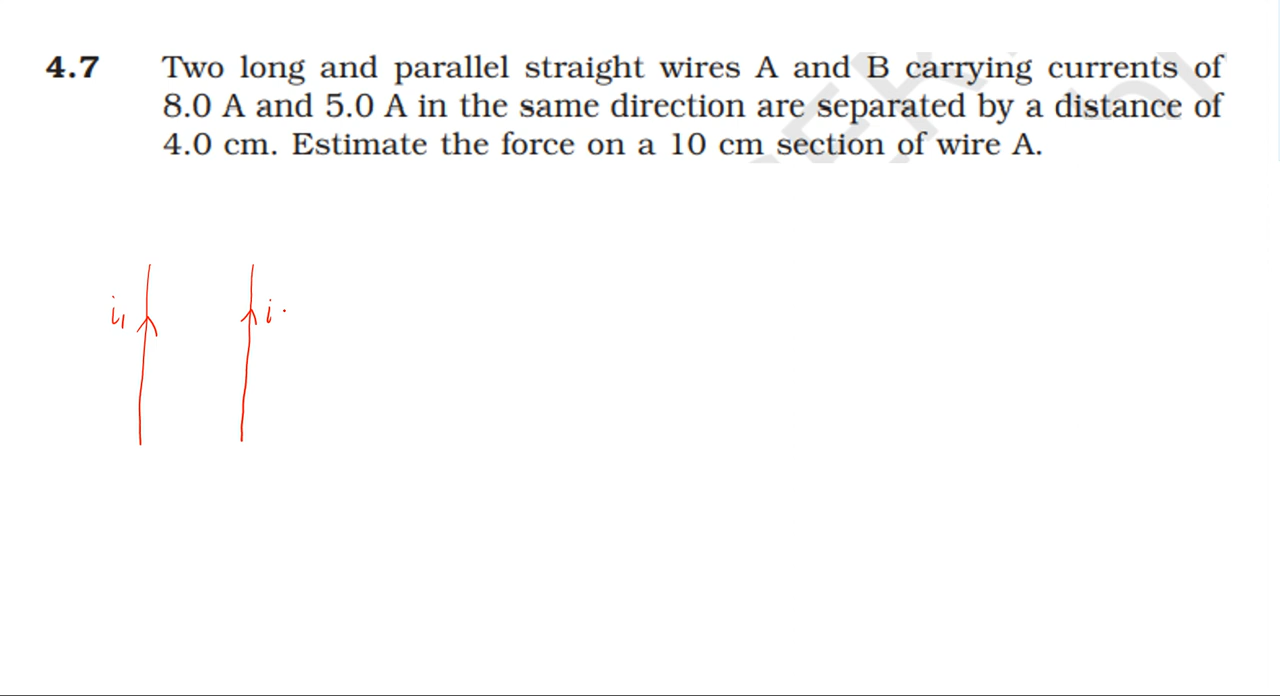 4.7 Two long and parallel straight wires A and B carrying currents of
8.0 A and 5.0 A in the same direction are separated by a distance of
4.0 cm. Estimate the force on a 10 cm section of wire A.
i₁ i.